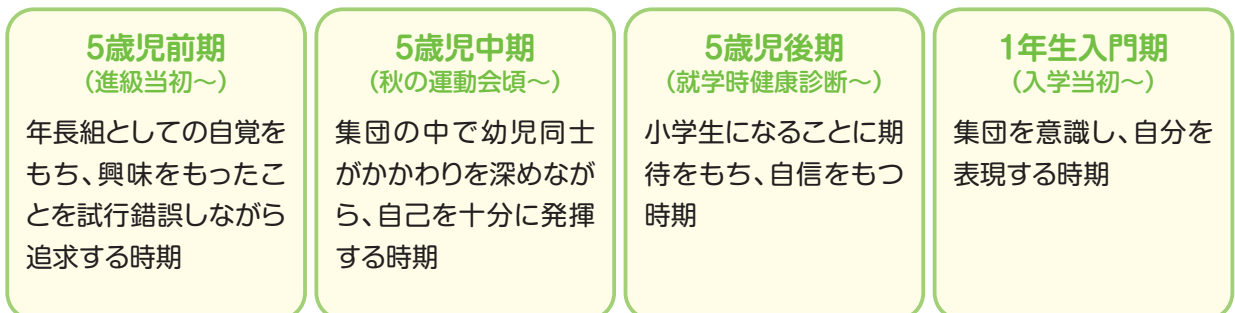 5歳児前期
（進級当初～）
年長組としての自覚を
もち、興味をもったこ
とを試行錯誤しながら
追求する時期
5歳児中期
（秋の運動会頃～）
集団の中で幼児同士
がかかわりを深めなが
ら、自己を十分に発揮
する時期
5歳児後期
（就学時健康診断～）
小学生になることに期
待をもち、自信をもつ
時期
1年生入門期
（入学当初～）
集団を意識し、自分を
表現する時期